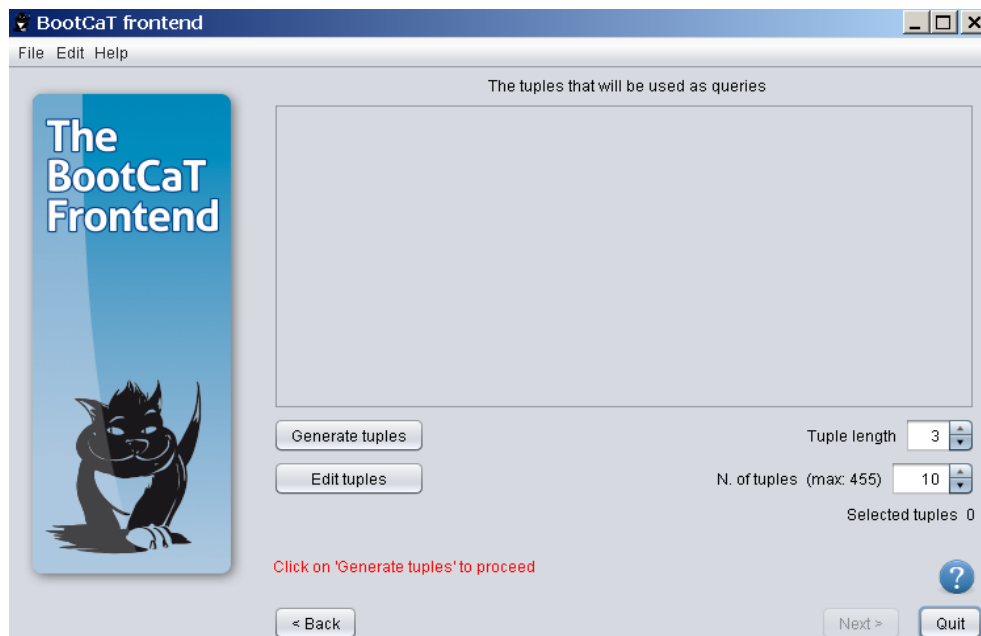 BootCaT frontend
File Edit Help
The tuples that will be used as queries
The
BootCaT
Frontend
Generate tuples
Tuple length 3
Edit tuples
N. of tuples (max: 455) 10
Selected tuples 0
Click on 'Generate tuples' to proceed
?
< Back
Next >
Quit